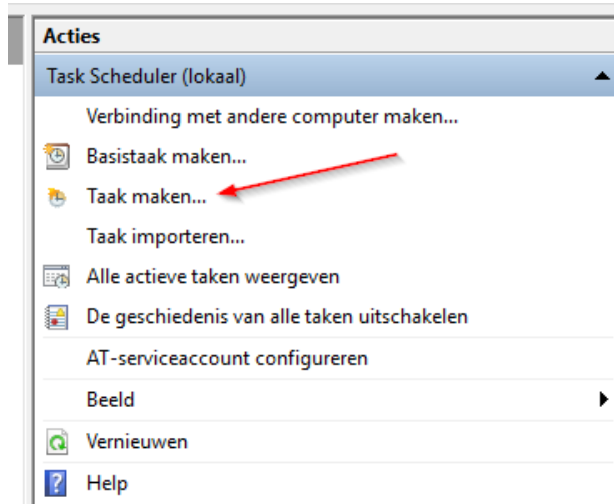 Acties
Task Scheduler (lokaal)
Verbinding met andere computer maken...
Basistaak maken...
Taak maken...
Taak importeren...
Alle actieve taken weergeven
De geschiedenis van alle taken uitschakelen
AT-serviceaccount configureren
Beeld
Vernieuwen
Help